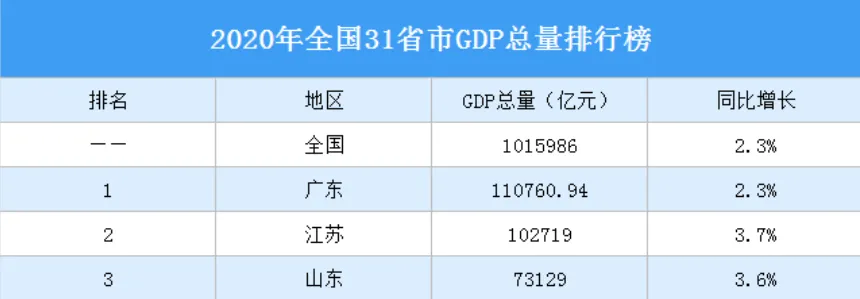 2020年全国31省市GDP总量排行榜
排名 地区 GDP总量（亿元） 同比增长
—— 全国 1015986 2.3%
1 广东 110760.94 2.3%
2 江苏 102719 3.7%
3 山东 73129 3.6%